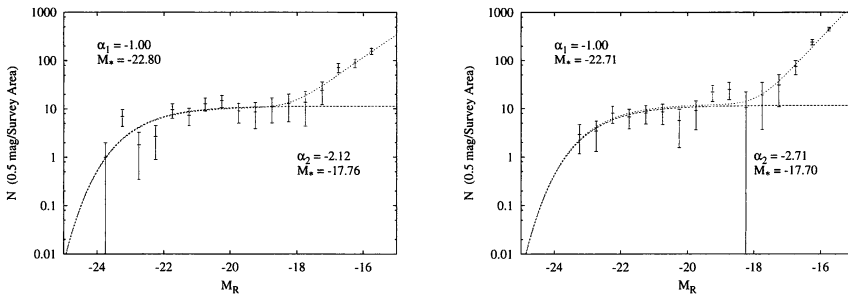 α₁ = -1.00
M* = -22.80
α₂ = -2.12
M* = -17.76
N (0.5 mag/Survey Area)
1000
100
10
1
0.1
0.01
-24 -22 -20 -18 -16
M_R
α₁ = -1.00
M* = -22.71
α₂ = -2.71
M* = -17.70
N (0.5 mag/Survey Area)
1000
100
10
1
0.1
0.01
-24 -22 -20 -18 -16
M_R